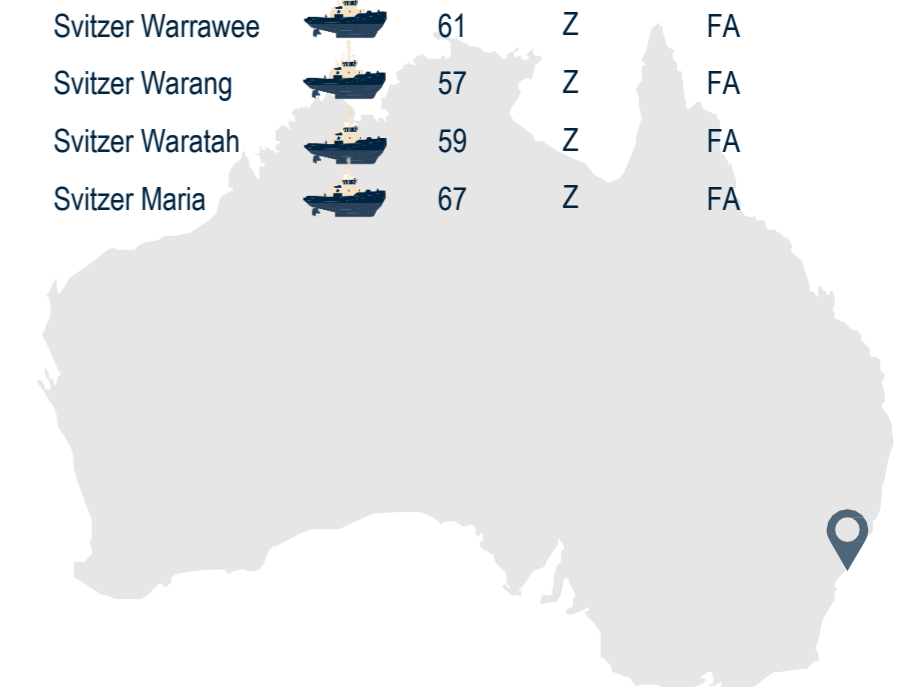 Svitzer Warrawee 61 Z FA
Svitzer Warang 57 Z FA
Svitzer Waratah 59 Z FA
Svitzer Maria 67 Z FA